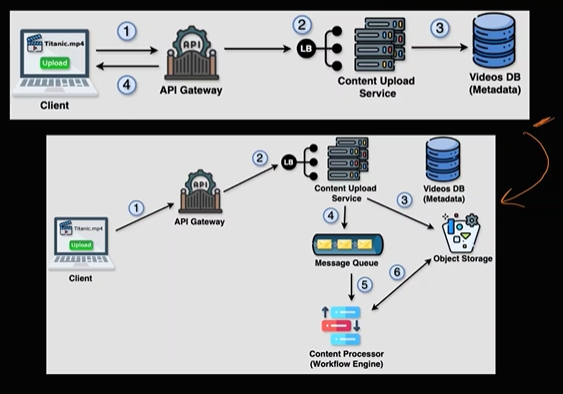 1
2
3
Titanic.mp4
Upload
API
LB
4
Client
API Gateway
Content Upload
Service
Videos DB
(Metadata)
2
LB
API
1
Content Upload
Service
Videos DB
(Metadata)
3
API Gateway
4
Titanic.mp4
Upload
Client
Message Queue
Object Storage
5
6
Content Processor
(Workflow Engine)